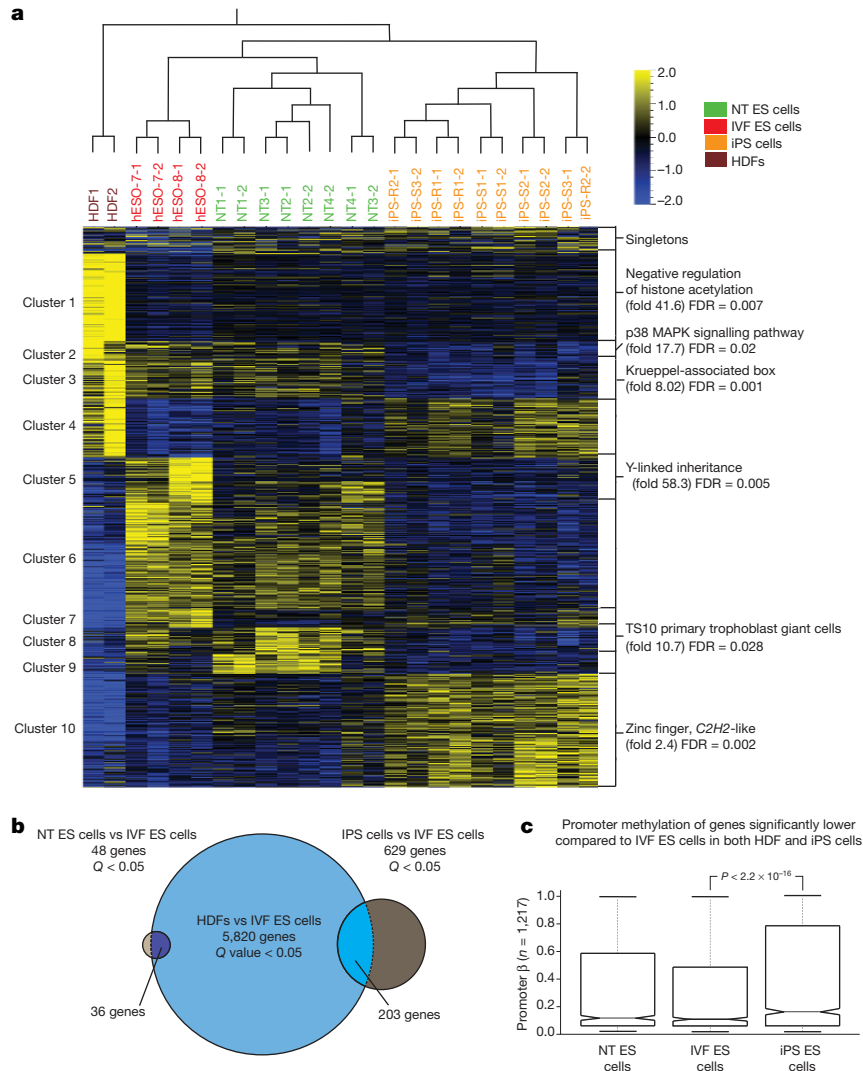 a
2.0
1.0
0.0
−1.0
−2.0
NT ES cells
IVF ES cells
iPS cells
HDFs
HDF1
HDF2
hESO-7-1
hESO-7-2
hESO-8-1
hESO-8-2
NT1-1
NT1-2
NT3-1
NT2-1
NT2-2
NT4-2
NT4-1
NT3-2
iPS-R2-1
iPS-S3-2
iPS-R1-1
iPS-R1-2
iPS-S1-1
iPS-S1-2
iPS-S2-1
iPS-S2-2
iPS-S3-1
iPS-R2-2
Cluster 1
Cluster 2
Cluster 3
Cluster 4
Cluster 5
Cluster 6
Cluster 7
Cluster 8
Cluster 9
Cluster 10
Singletons
Negative regulation
of histone acetylation
(fold 41.6) FDR = 0.007
p38 MAPK signalling pathway
(fold 17.7) FDR = 0.02
Krueppel-associated box
(fold 8.02) FDR = 0.001
Y-linked inheritance
(fold 58.3) FDR = 0.005
TS10 primary trophoblast giant cells
(fold 10.7) FDR = 0.028
Zinc finger, C2H2-like
(fold 2.4) FDR = 0.002
b
NT ES cells vs IVF ES cells
48 genes
Q < 0.05
IPS cells vs IVF ES cells
629 genes
Q < 0.05
HDFs vs IVF ES cells
5,820 genes
Q value < 0.05
36 genes
203 genes
c
Promoter methylation of genes significantly lower
compared to IVF ES cells in both HDF and iPS cells
P < 2.2 × 10⁻¹⁶
Promoter β (n = 1,217)
1.0
0.8
0.6
0.4
0.2
0.0
NT ES
cells
IVF ES
cells
iPS ES
cells